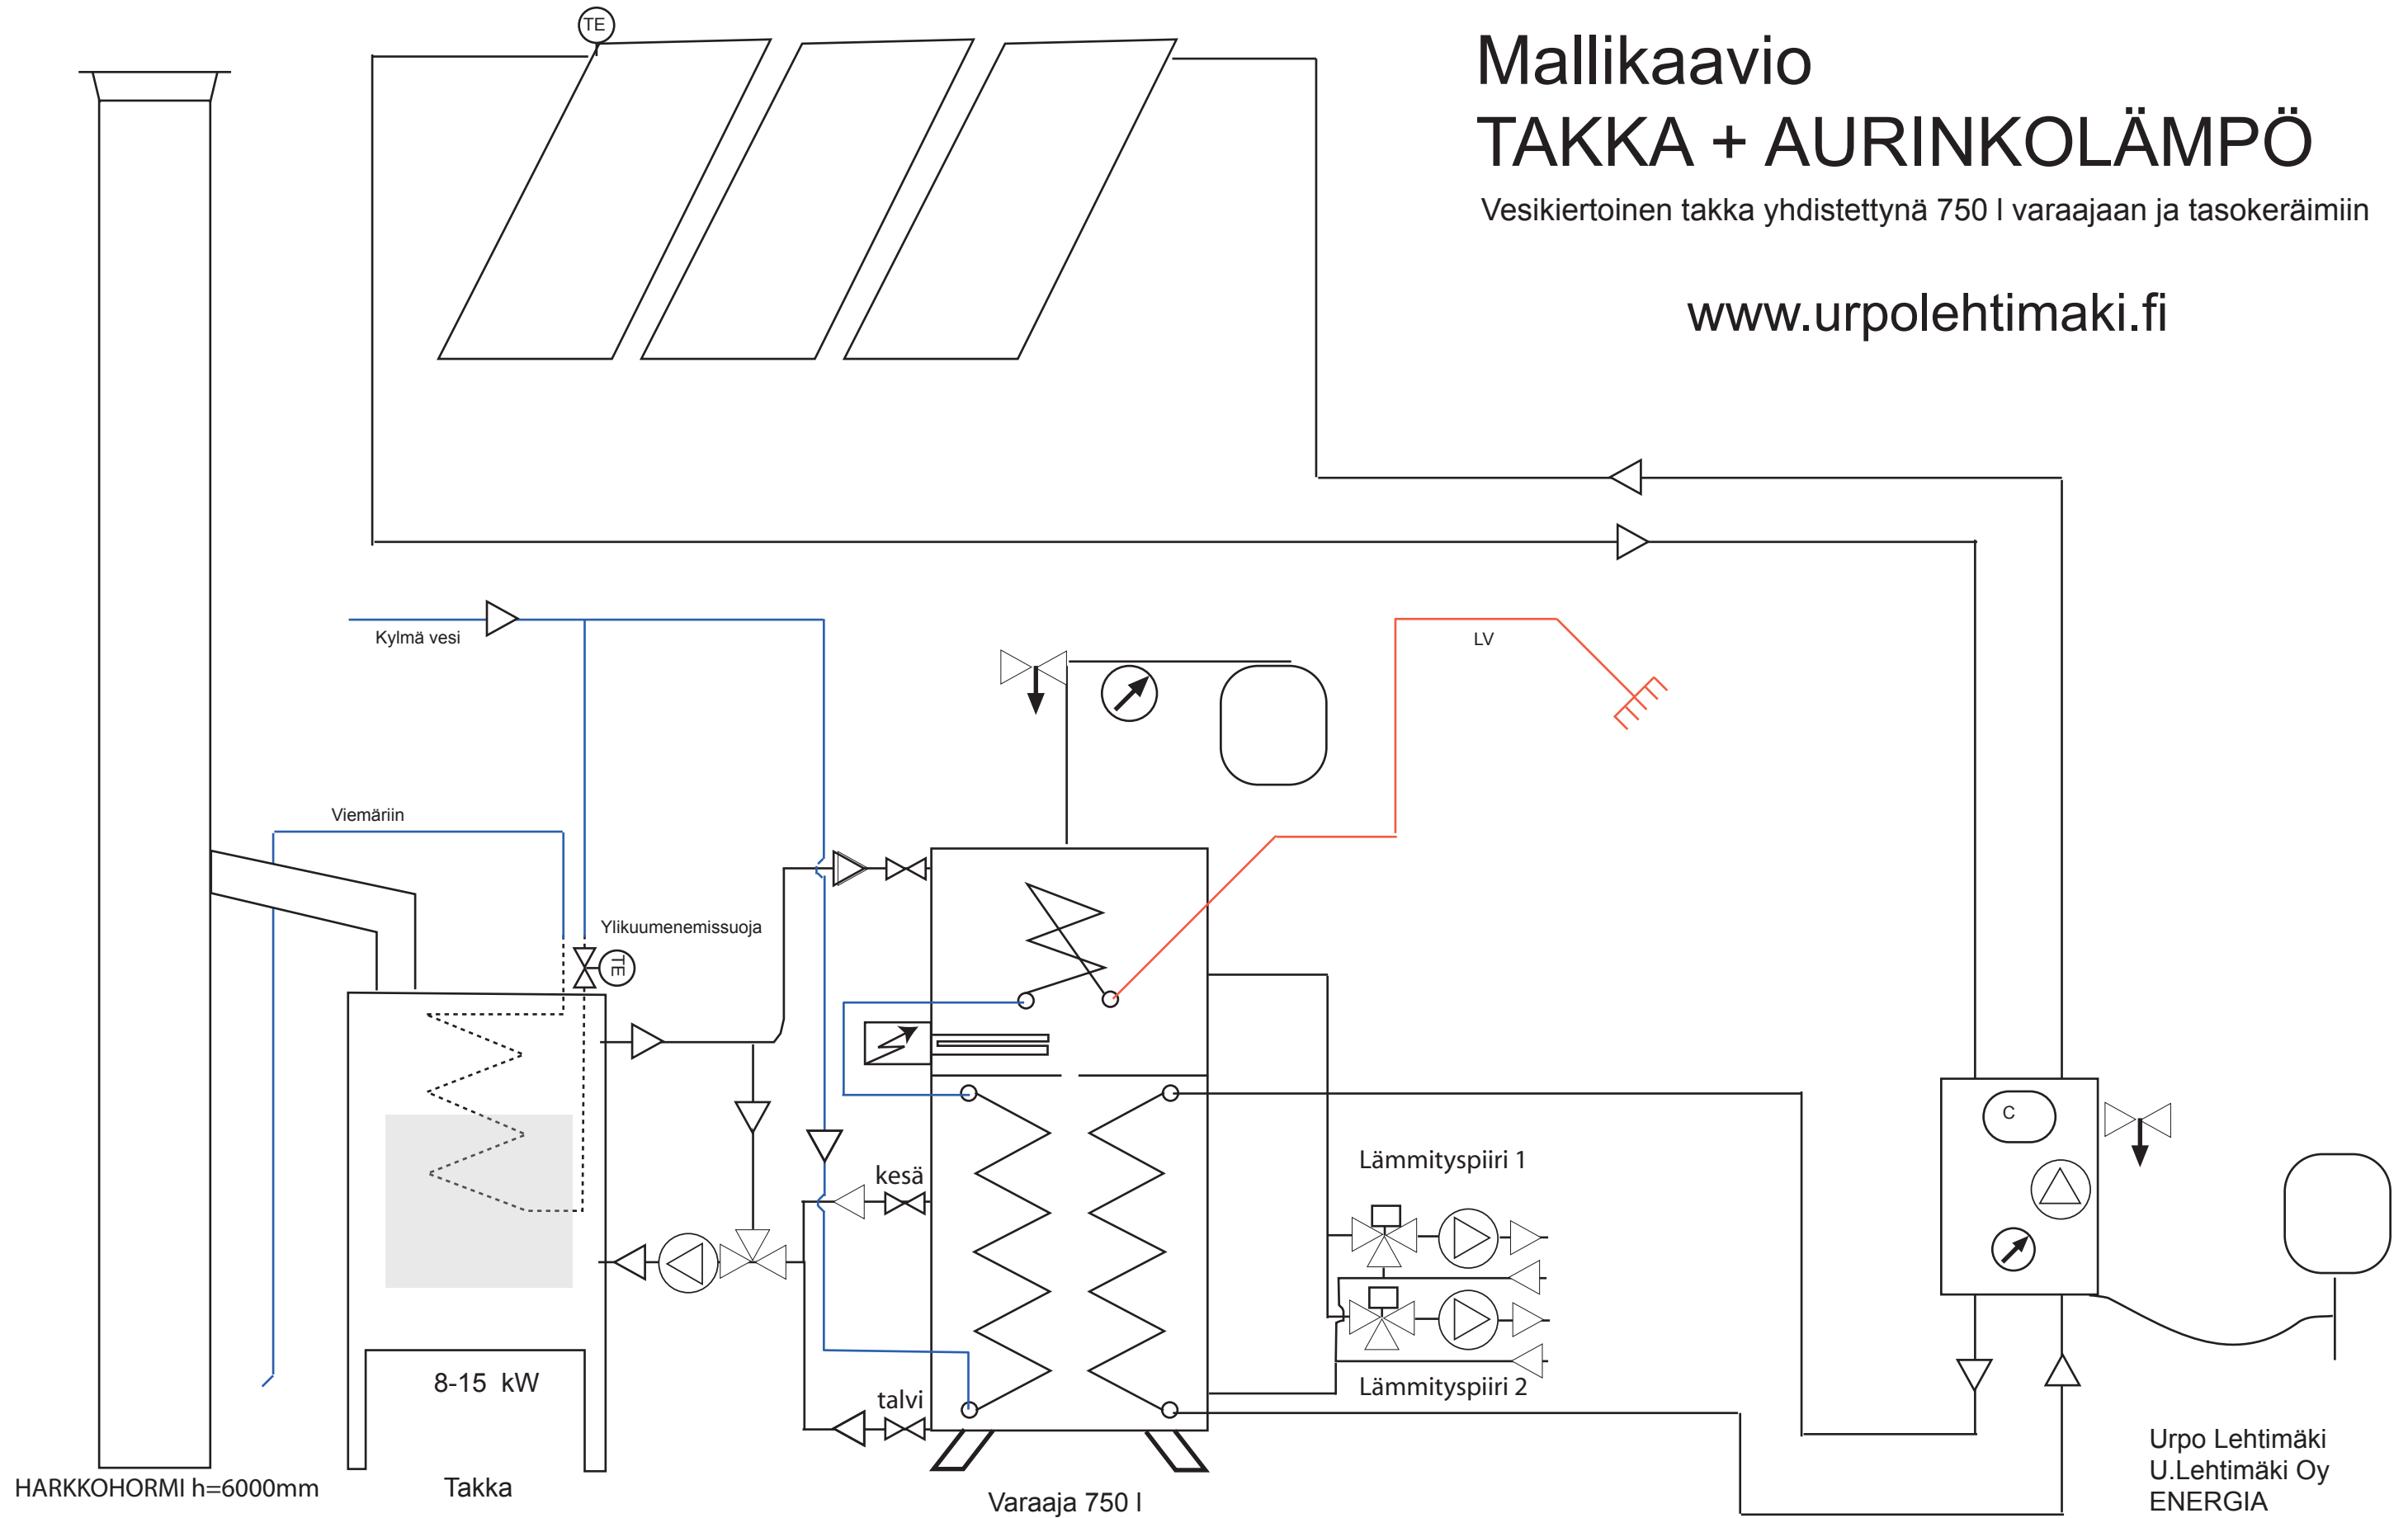 TE
Mallikaavio
TAKKA + AURINKOLÄMPÖ
Vesikiertoinen takka yhdistettynä 750 l varaajaan ja tasokeräimiin
www.urpolehtimaki.fi
Kylmä vesi
LV
Viemäriin
Ylikuumenemissuoja
TE
C
kesä
Lämmityspiiri 1
8-15 kW
talvi
Lämmityspiiri 2
HARKKOHORMI h=6000mm
Takka
Varaaja 750 l
Urpo Lehtimäki
U.Lehtimäki Oy
ENERGIA